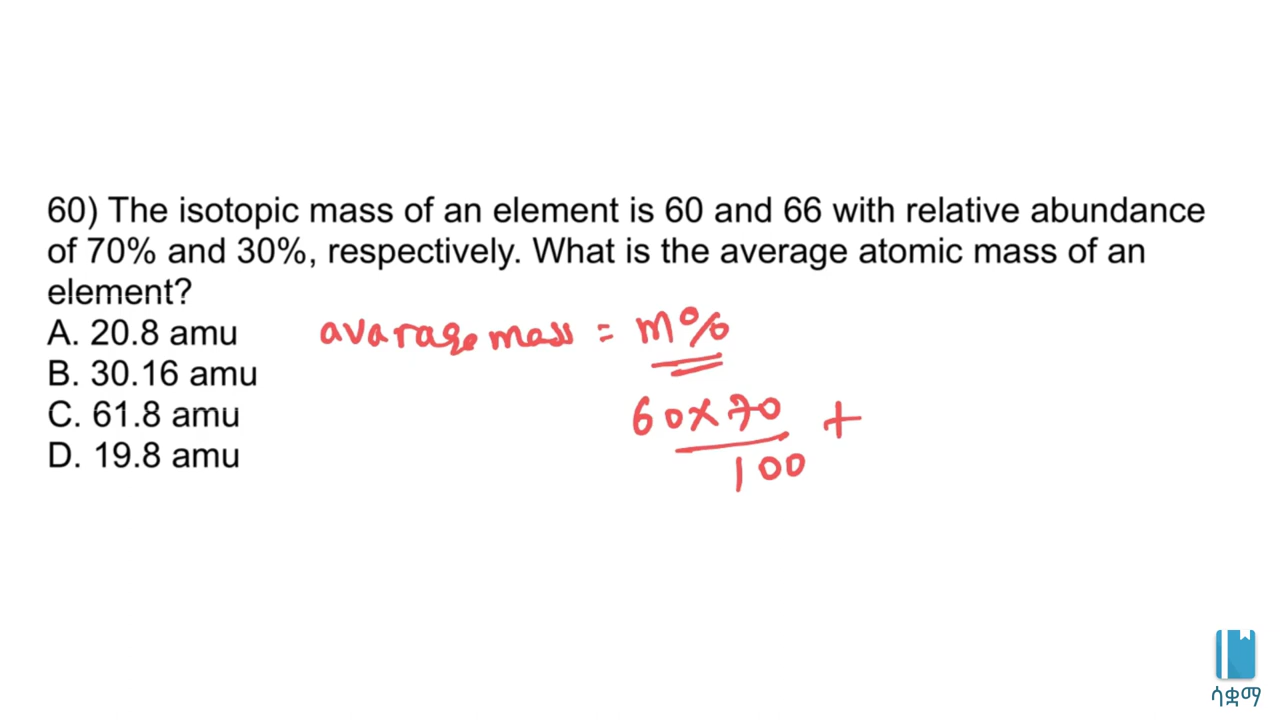 60) The isotopic mass of an element is 60 and 66 with relative abundance
of 70% and 30%, respectively. What is the average atomic mass of an
element?
A. 20.8 amu
B. 30.16 amu
C. 61.8 amu
D. 19.8 amu
avarage mass = m%
60 x 70 +
100
ሳቋማ